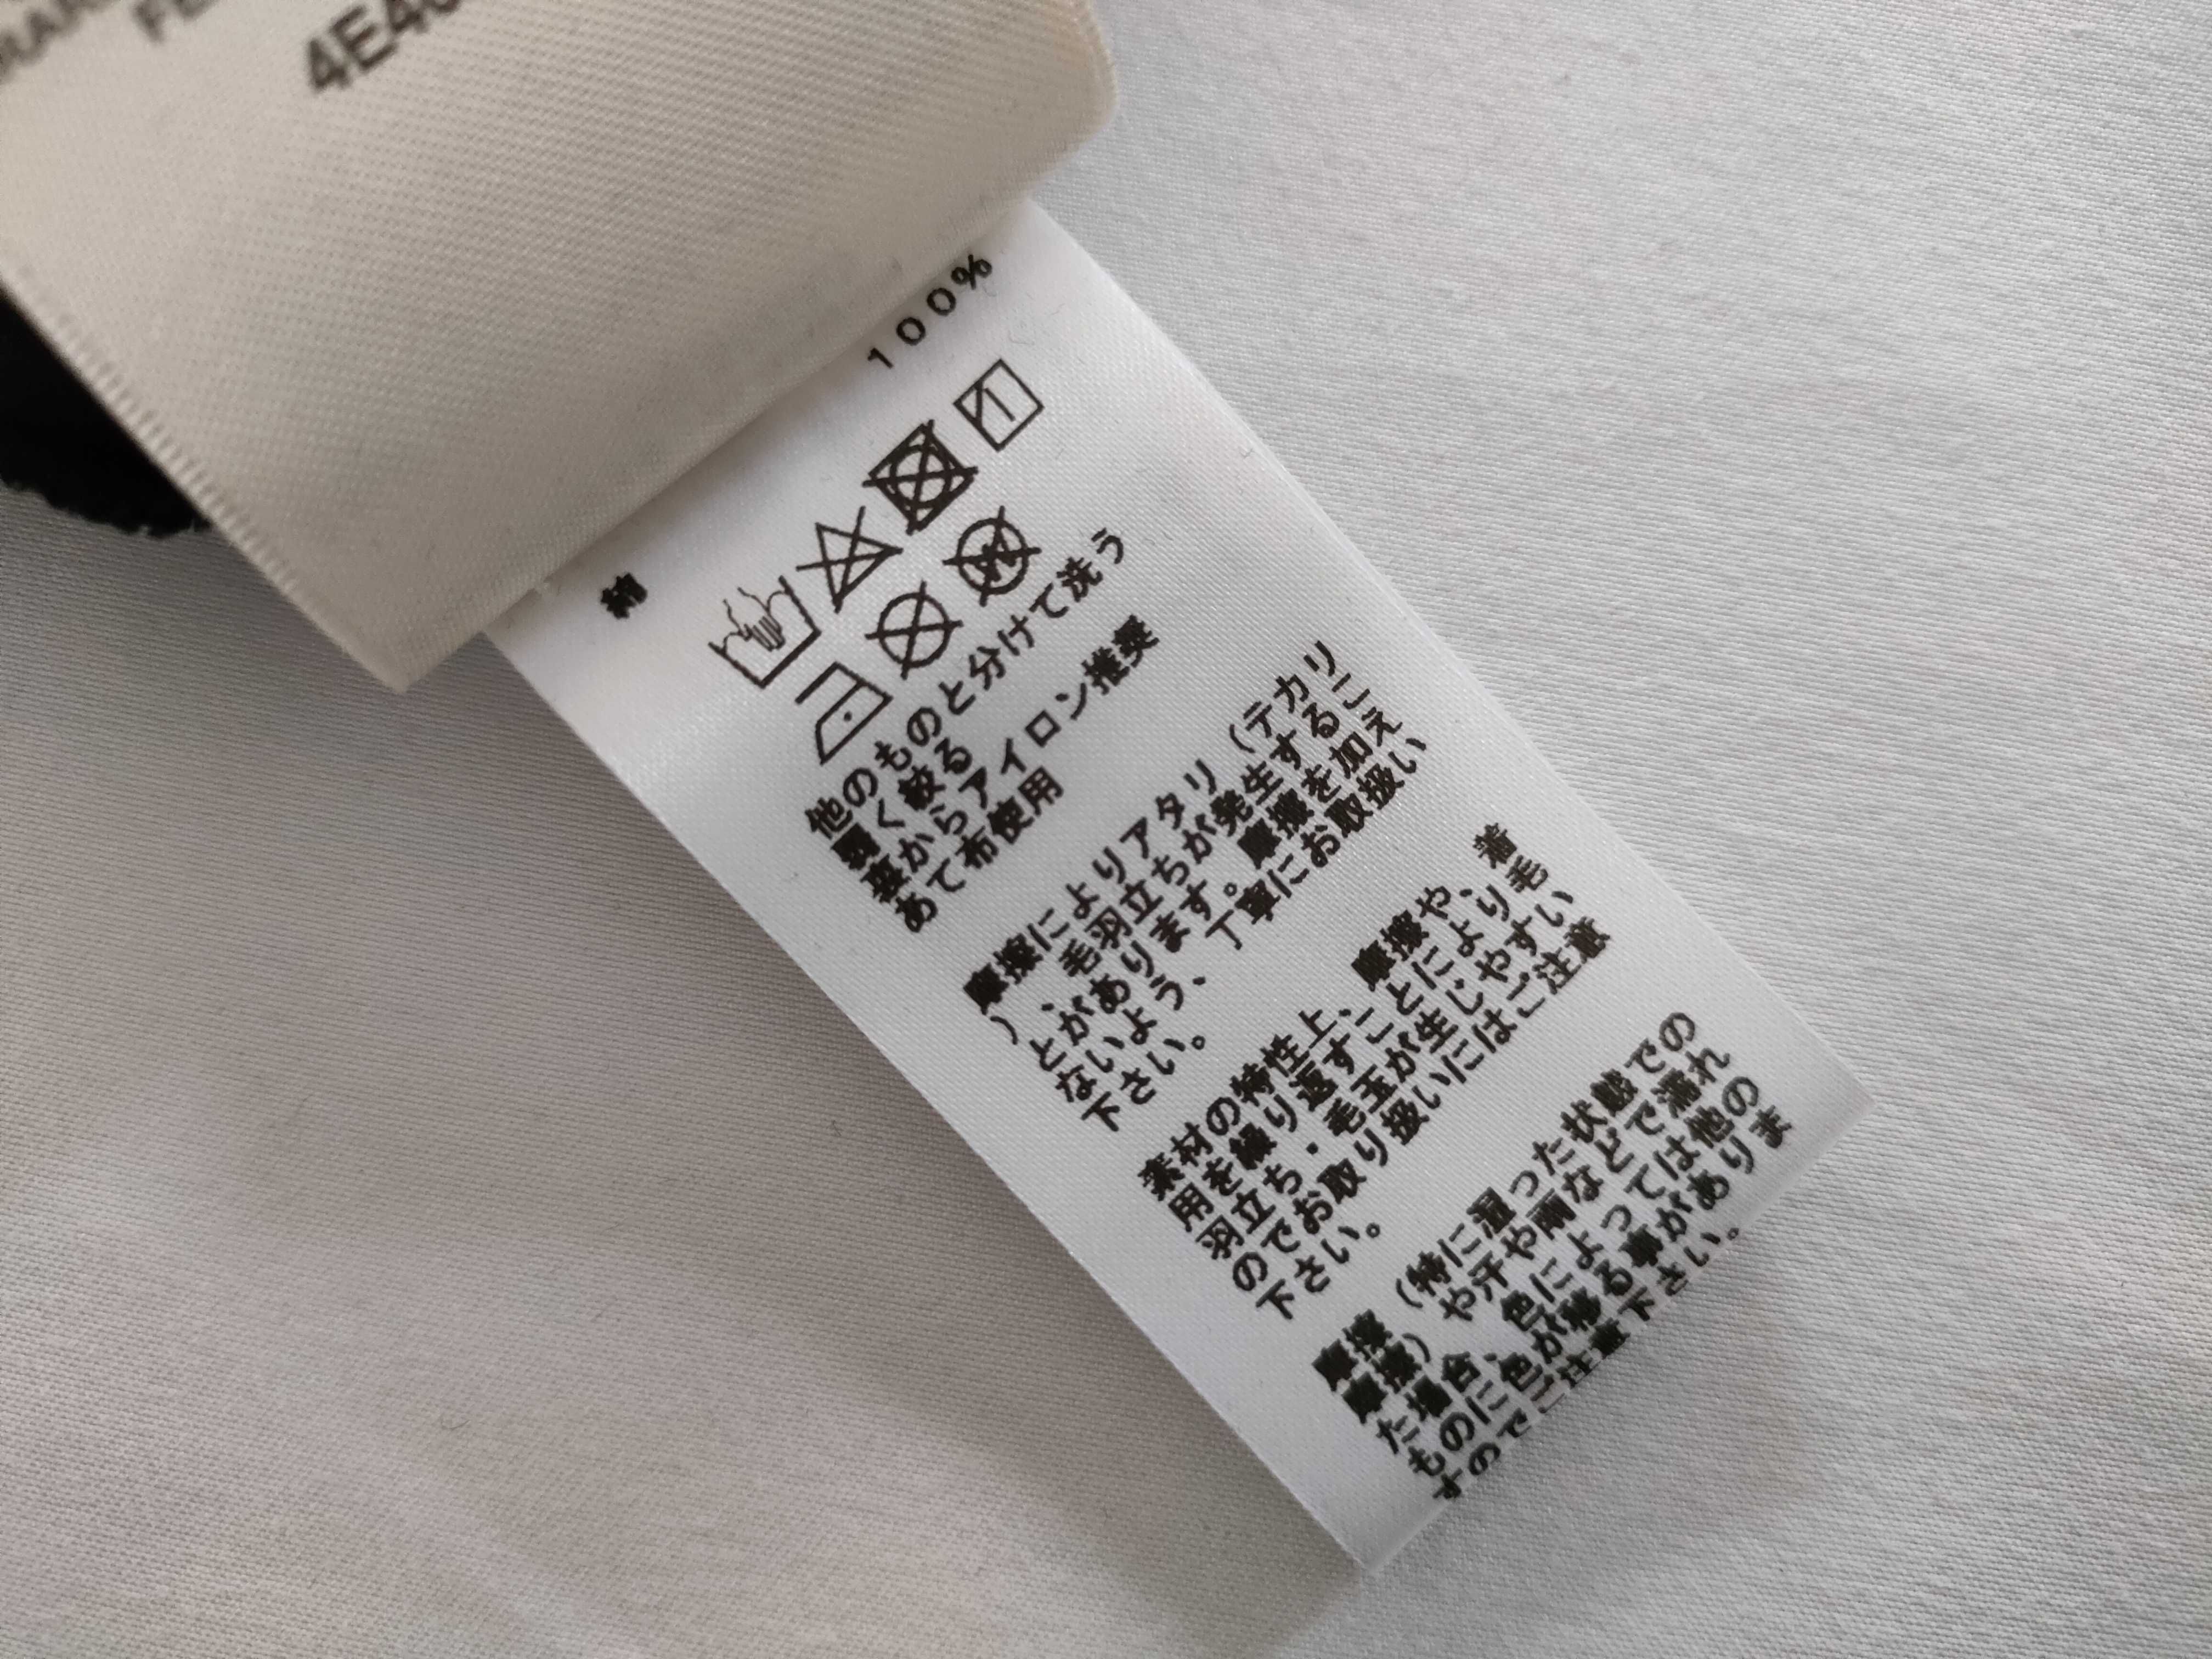 4E4
綿 100%
他のものと分けて洗う
弱く絞る
裏からアイロン推奨
あて布使用
摩擦によりアタリ(テカリ
)、毛羽立ちが発生するこ
とがあります。摩擦を加え
ないよう、丁寧にお取扱い
下さい。
素材の特性上、摩擦や、着
用を繰り返すことにより毛
羽立ち・毛玉が生じやすい
のでお取り扱いにはご注意
下さい。
摩擦(特に湿った状態での
摩擦)や汗や雨などで濡れ
た場合、色によっては他の
ものに色が移る事がありま
すのでご注意下さい。